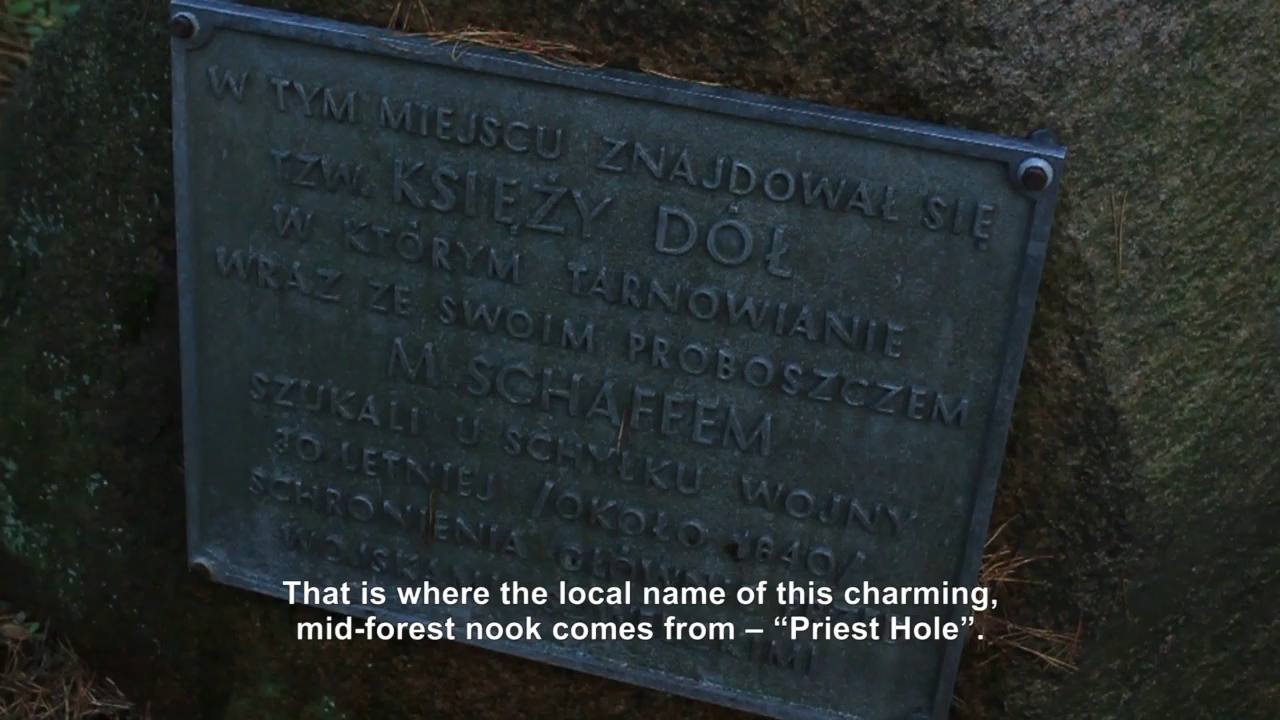 W TYM MIEJSCU ZNAJDOWAŁ SIĘ
TZW. KSIĘŻY DÓŁ
W KTÓRYM TARNOWIANIE
WRAZ ZE SWOIM PROBOSZCZEM
M. SCHAFFEM
SZUKALI U SCHYŁKU WOJNY
30 LETNIEJ /OKOŁO 1640/
SCHRONIENIA
That is where the local name of this charming,
mid-forest nook comes from – “Priest Hole”.